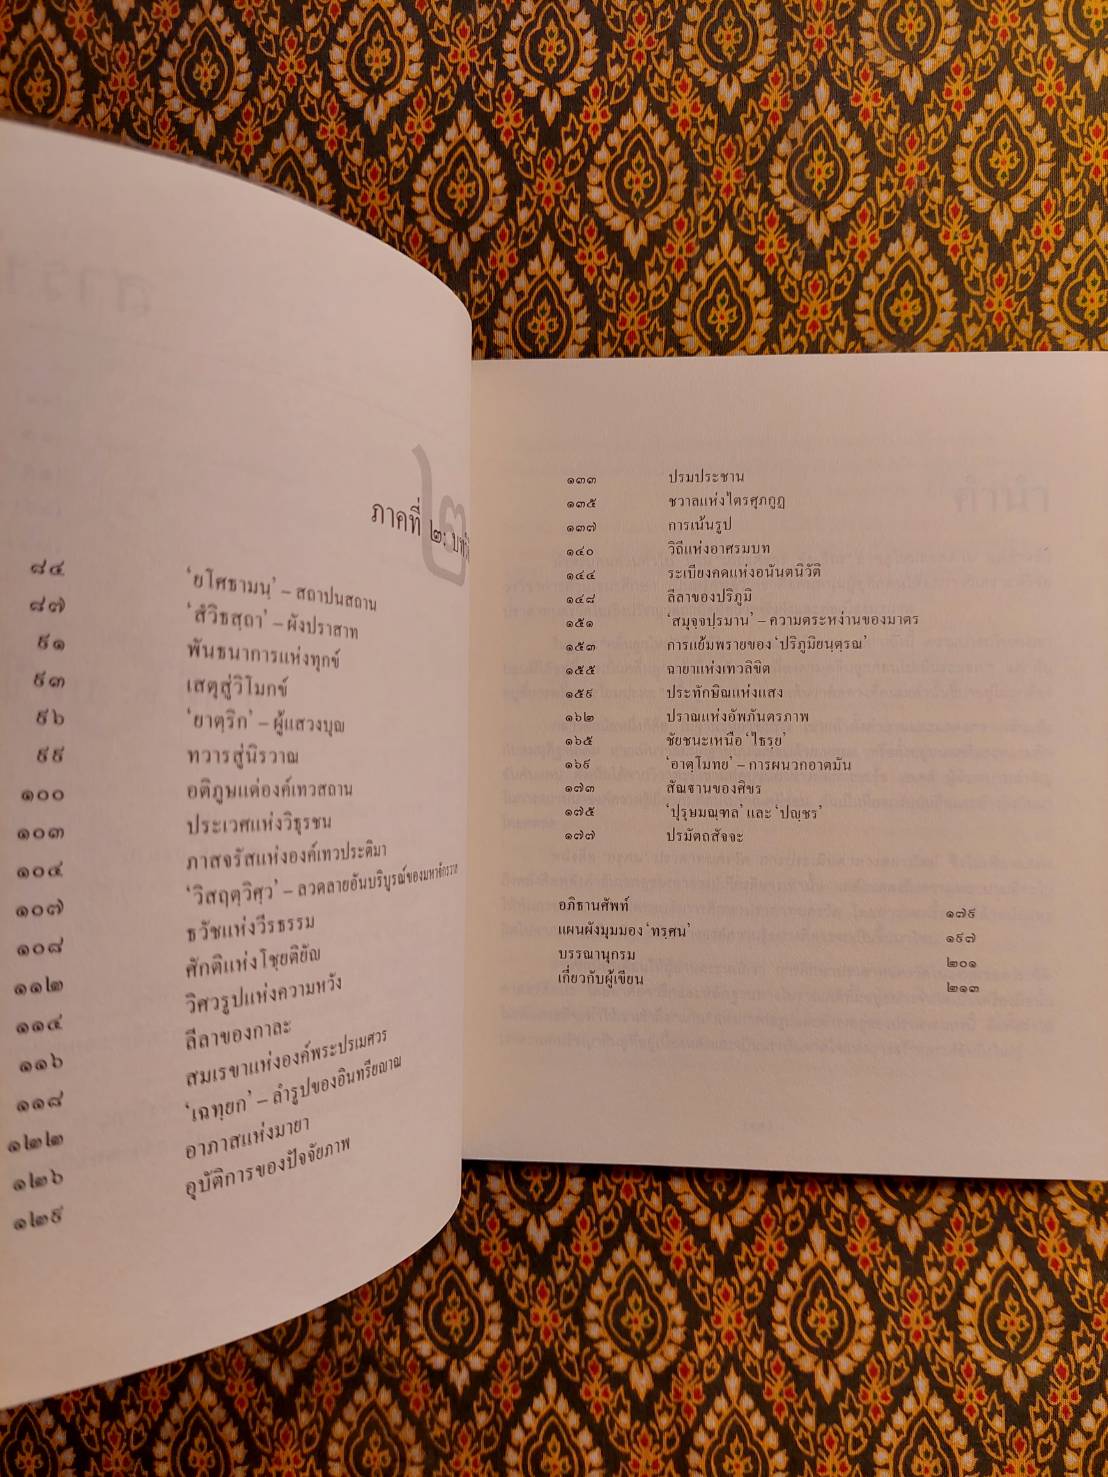 ๒
ภาคที่ ๒:
๘๔ 'ยโศธามนฺ' – สถาปนสถาน
๘๗ 'สํวิธสฺถา' – ผังปราสาท
๙๑ พันธนาการแห่งทุกข์
๙๓ เสตุสู่วิโมกข์
๙๖ 'ยาตฺริก' – ผู้แสวงบุญ
๙๙ ทวารสู่นิรวาณ
๑๐๐ อติภูษแด่องค์เทวสถาน
๑๐๓ ประเวศแห่งวิธุรชน
๑๐๔ ภาสจรัสแห่งองค์เทวประติมา
๑๐๗ 'วิสฤตฺวิศฺว' – ลวดลายอันบริบูรณ์ของมหาจักรวาล
๑๐๘ ธวัชแห่งวีรธรรม
๑๑๒ ศักติแห่งโชฺยติยัญ
๑๑๔ วิศวรูปแห่งความหวัง
๑๑๖ ลีลาของกาละ
๑๑๘ สมเรขาแห่งองค์พระปรเมศวร
๑๒๒ 'เฉทฺยก' – ลำรูปของอินทรียญาณ
๑๒๖ อาภาสแห่งมายา
๑๒๙ อุบัติการของปัจจัยภาพ
๑๓๓ ปรมประชาน
๑๓๕ ชวาลแห่งไตรศุภกูฏ
๑๓๗ การเน้นรูป
๑๔๐ วิถีแห่งอาศรมบท
๑๔๔ ระเบียงคดแห่งอนันตนิวัติ
๑๔๘ ลีลาของปริภูมิ
๑๕๑ 'สมุจฺจปฺรมาน' – ความตระหง่านของมาตร
๑๕๓ การแย้มพรายของ 'ปริภูมิยนฺตฺรณ'
๑๕๕ ฉายาแห่งเทวลิขิต
๑๕๙ ประทักษิณแห่งแสง
๑๖๒ ปราณแห่งอัพภันตรภาพ
๑๖๕ ชัยชนะเหนือ 'ไธรฺย'
๑๖๙ 'อาตฺโมทย' – การผนวกอาตมัน
๑๗๓ สัณฐานของศิขร
๑๗๕ 'ปุรุษมณฺฑล' และ 'ปญฺชร'
๑๗๗ ปรมัตถสัจจะ
อภิธานศัพท์ ๑๗๙
แผนผังมุมมอง 'ทรฺศน' ๑๙๗
บรรณานุกรม ๒๐๑
เกี่ยวกับผู้เขียน ๒๑๓